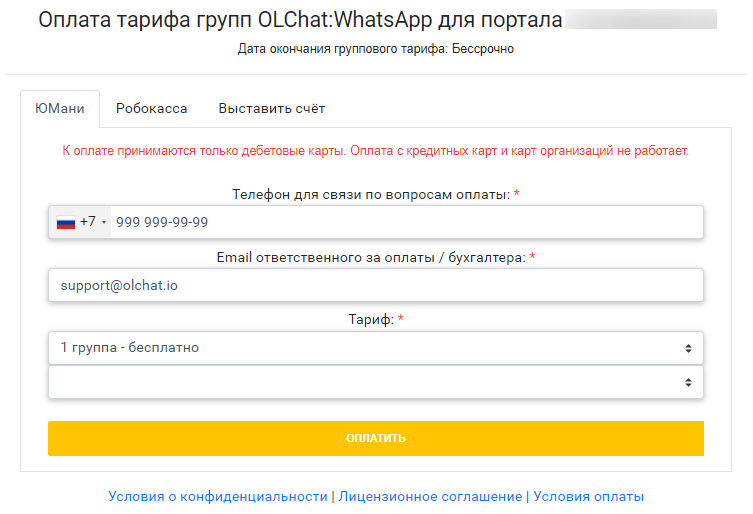 Оплата тарифа групп OLChat:WhatsApp для портала
Дата окончания группового тарифа: Бессрочно
ЮМани Робокасса Выставить счёт
К оплате принимаются только дебетовые карты. Оплата с кредитных карт и карт организаций не работает.
Телефон для связи по вопросам оплаты: *
+7 999 999-99-99
Email ответственного за оплаты / бухгалтера: *
support@olchat.io
Тариф: *
1 группа - бесплатно
ОПЛАТИТЬ
Условия о конфиденциальности | Лицензионное соглашение | Условия оплаты